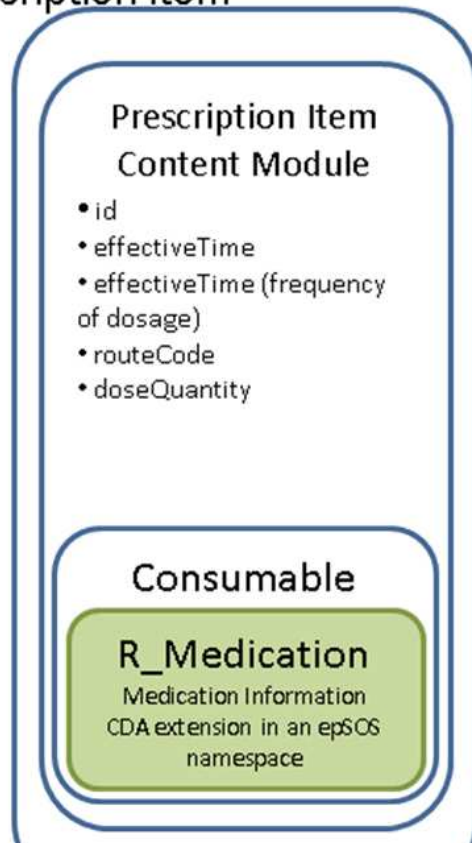 Prescription Item
Content Module
• id
• effectiveTime
• effectiveTime (frequency
of dosage)
• routeCode
• doseQuantity
Consumable
R_Medication
Medication Information
CDA extension in an epSOS
namespace